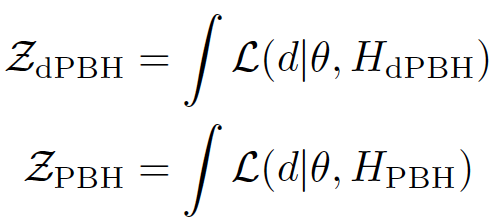 𝒵_dPBH = ∫ ℒ(d|θ, H_dPBH)
𝒵_PBH = ∫ ℒ(d|θ, H_PBH)